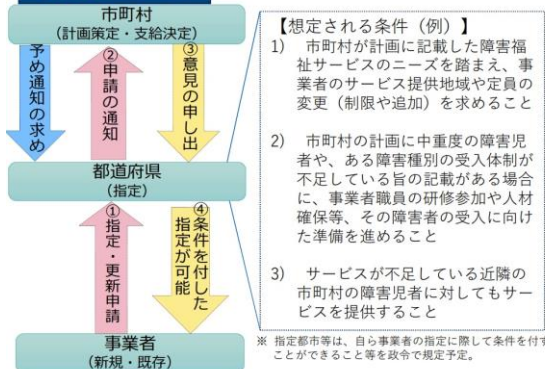 市町村
(計画策定・支給決定)
予め通知の求め
②申請の通知
③意見の申し出
都道府県
(指定)
①指定・更新申請
④条件を付した
指定が可能
事業者
(新規・既存)
【想定される条件(例)】
1) 市町村が計画に記載した障害福
祉サービスのニーズを踏まえ、事
業者のサービス提供地域や定員の
変更(制限や追加)を求めること
2) 市町村の計画に中重度の障害児
者や、ある障害種別の受入体制が
不足している旨の記載がある場合
に、事業者職員の研修参加や人材
確保等、その障害者の受入に向け
た準備を進めること
3) サービスが不足している近隣の
市町村の障害児者に対してもサー
ビスを提供すること
※ 指定都市等は、自ら事業者の指定に際して条件を付す
ことができること等を政令で規定予定。